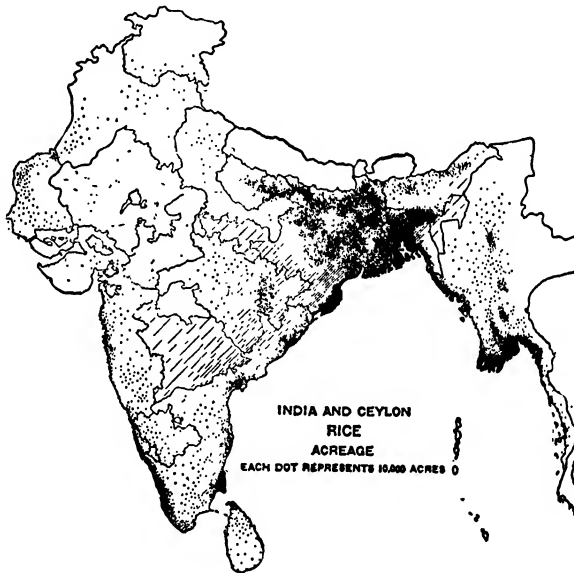 INDIA AND CEYLON
RICE
ACREAGE
EACH DOT REPRESENTS 10,000 ACRES